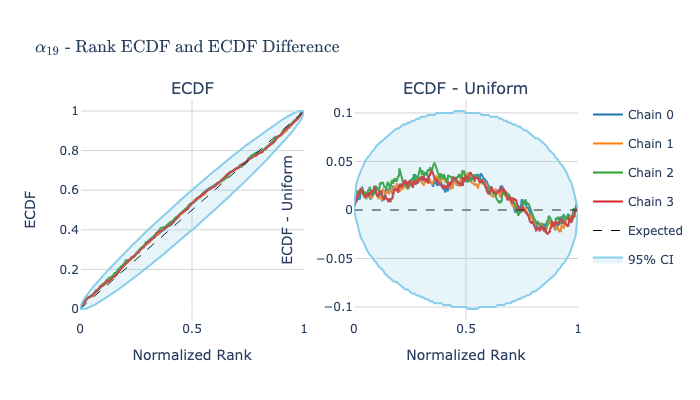 α₁₉ - Rank ECDF and ECDF Difference
ECDF
ECDF
1
0.8
0.6
0.4
0.2
0
0
0.5
1
Normalized Rank
ECDF - Uniform
ECDF - Uniform
0.1
0.05
0
−0.05
−0.1
0
0.5
1
Normalized Rank
Chain 0
Chain 1
Chain 2
Chain 3
Expected
95% CI